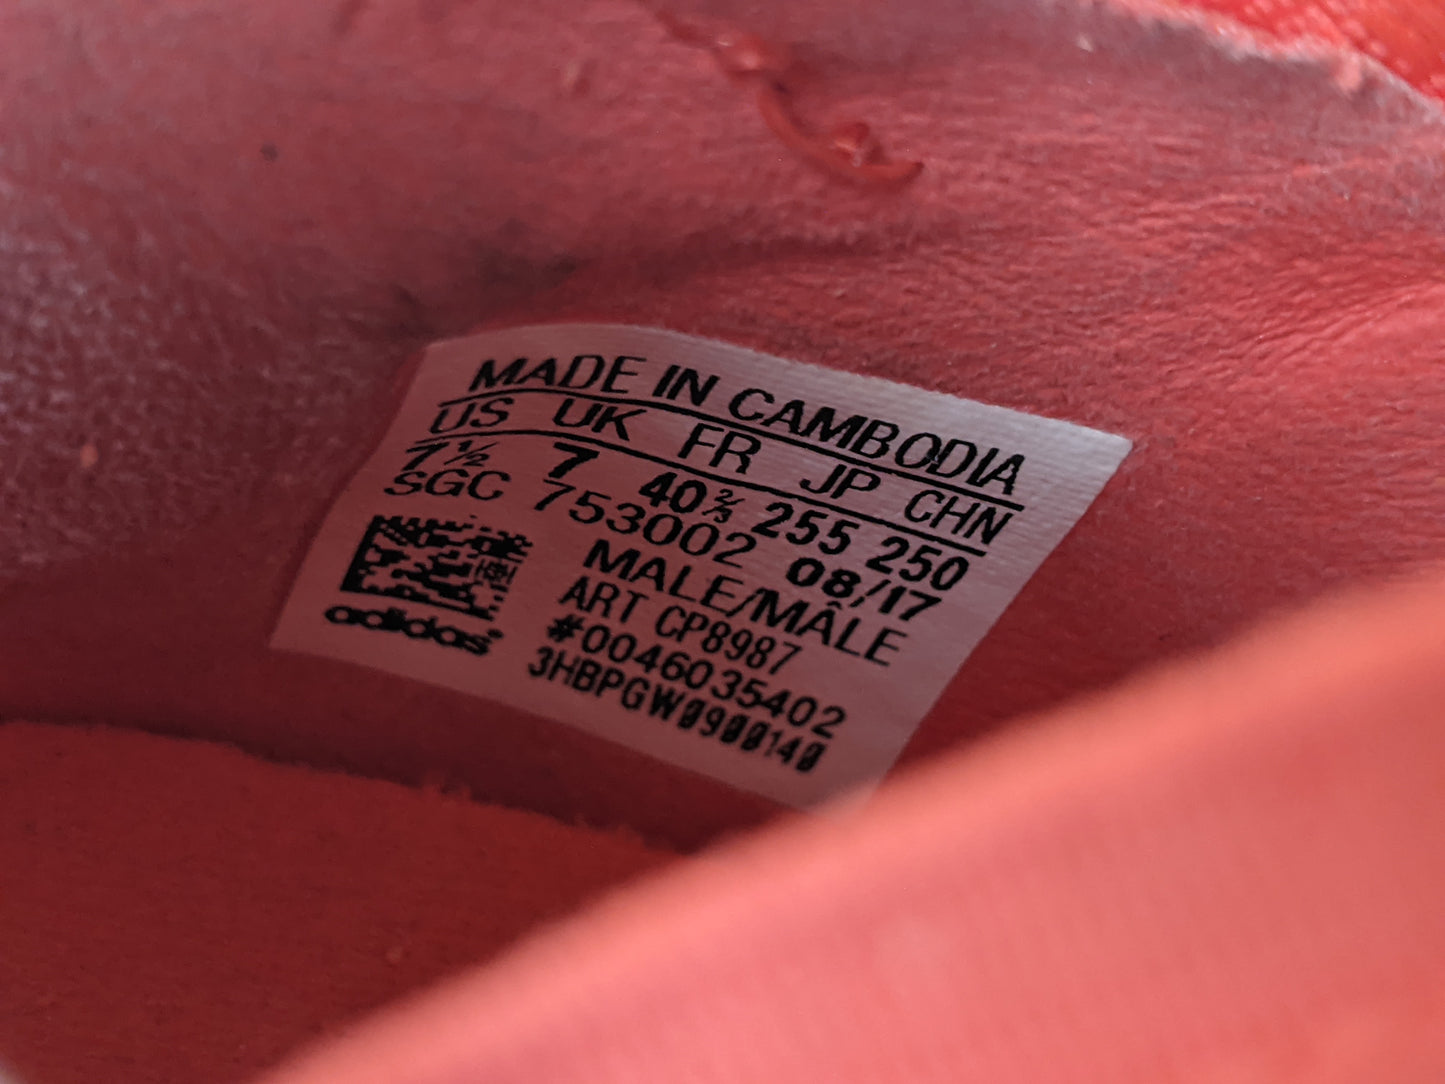 MADE IN CAMBODIA
US UK FR JP CHN
7½ 7 40⅔ 255 250
SGC 753002 08/17
MALE/MÂLE
ART CP8987
#0046035402
3HBPGW0900140
adidas®